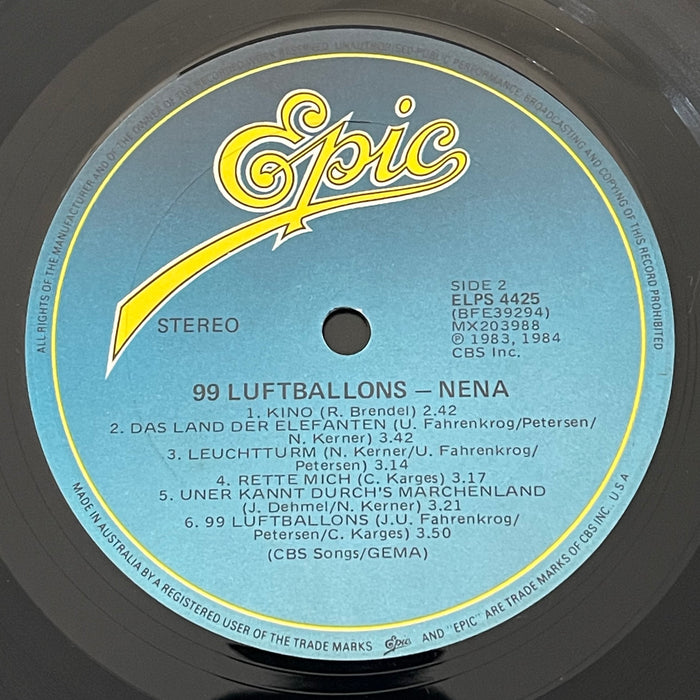 ALL RIGHTS OF THE MANUFACTURER AND OF THE OWNER OF THE RECORDED WORK RESERVED. UNAUTHORISED PUBLIC PERFORMANCE, BROADCASTING AND COPYING OF THIS RECORD PROHIBITED
Epic
STEREO
SIDE 2
ELPS 4425
(BFE39294)
MX203988
℗ 1983, 1984
CBS Inc.
99 LUFTBALLONS – NENA
1. KINO (R. Brendel) 2.42
2. DAS LAND DER ELEFANTEN (U. Fahrenkrog/Petersen/
N. Kerner) 3.42
3. LEUCHTTURM (N. Kerner/U. Fahrenkrog/
Petersen) 3.14
4. RETTE MICH (C. Karges) 3.17
5. UNER KANNT DURCH'S MARCHENLAND
(J. Dehmel/N. Kerner) 3.21
6. 99 LUFTBALLONS (J.U. Fahrenkrog/
Petersen/C. Karges) 3.50
(CBS Songs/GEMA)
MADE IN AUSTRALIA BY A REGISTERED USER OF THE TRADE MARKS Epic AND "EPIC" ARE TRADE MARKS OF CBS INC. U.S.A